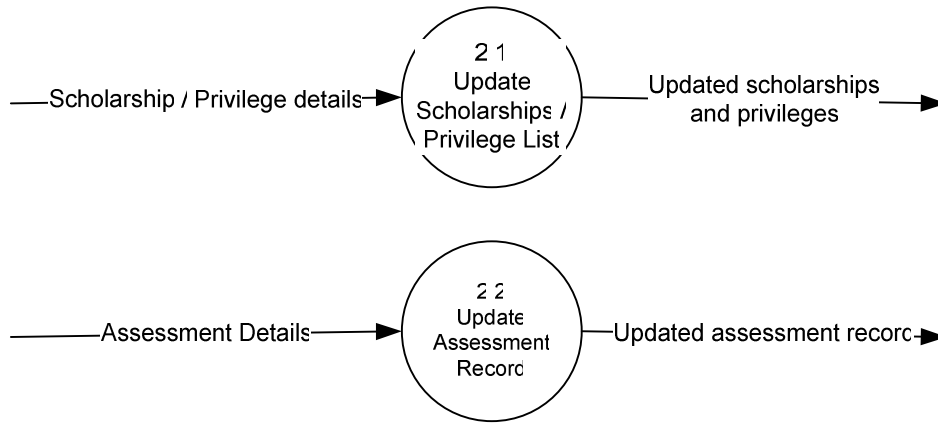 2.1
Update
Scholarships /
Privilege List
Scholarship / Privilege details
Updated scholarships
and privileges
2.2
Update
Assessment
Record
Assessment Details
Updated assessment record